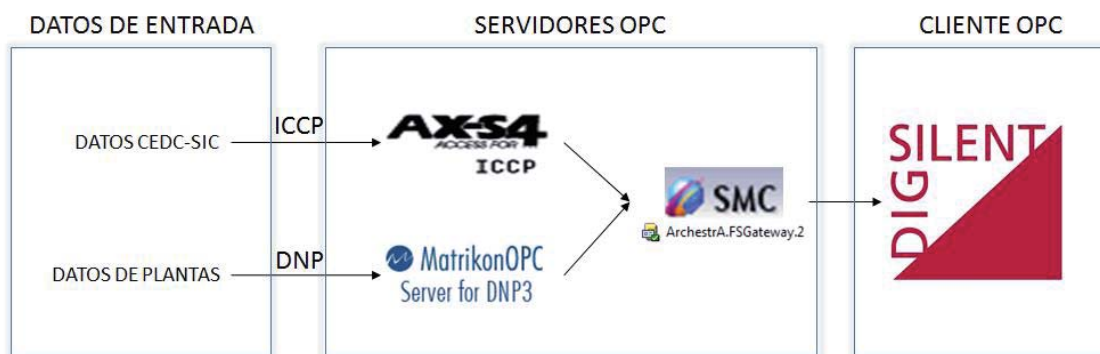 DATOS DE ENTRADA
SERVIDORES OPC
CLIENTE OPC
DATOS CEDC-SIC
ICCP
AX-S4
ACCESS FOR
ICCP
DATOS DE PLANTAS
DNP
MatrikonOPC
Server for DNP3
SMC
ArchestrA.FSGateway.2
DIG
SILENT